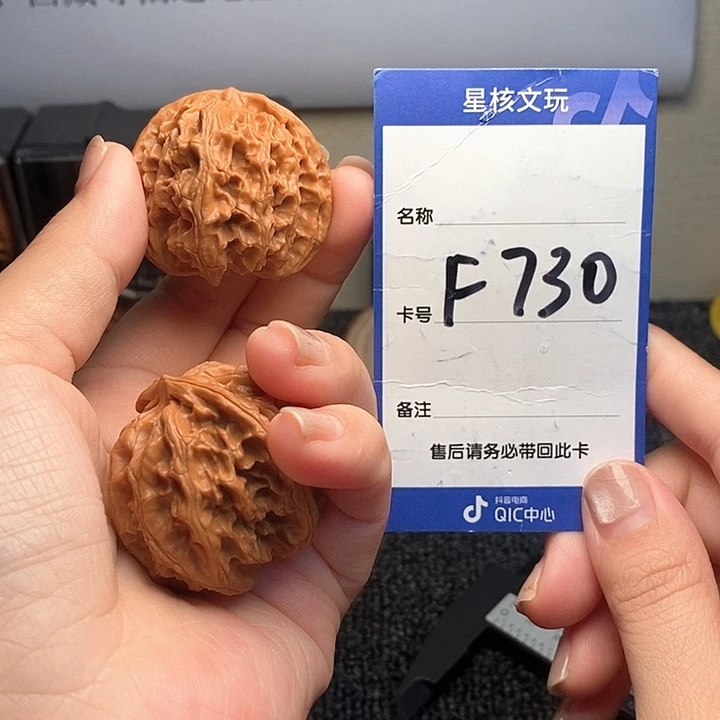 星核文玩
名称
卡号 F730
备注
售后请务必带回此卡
抖音电商
QIC中心